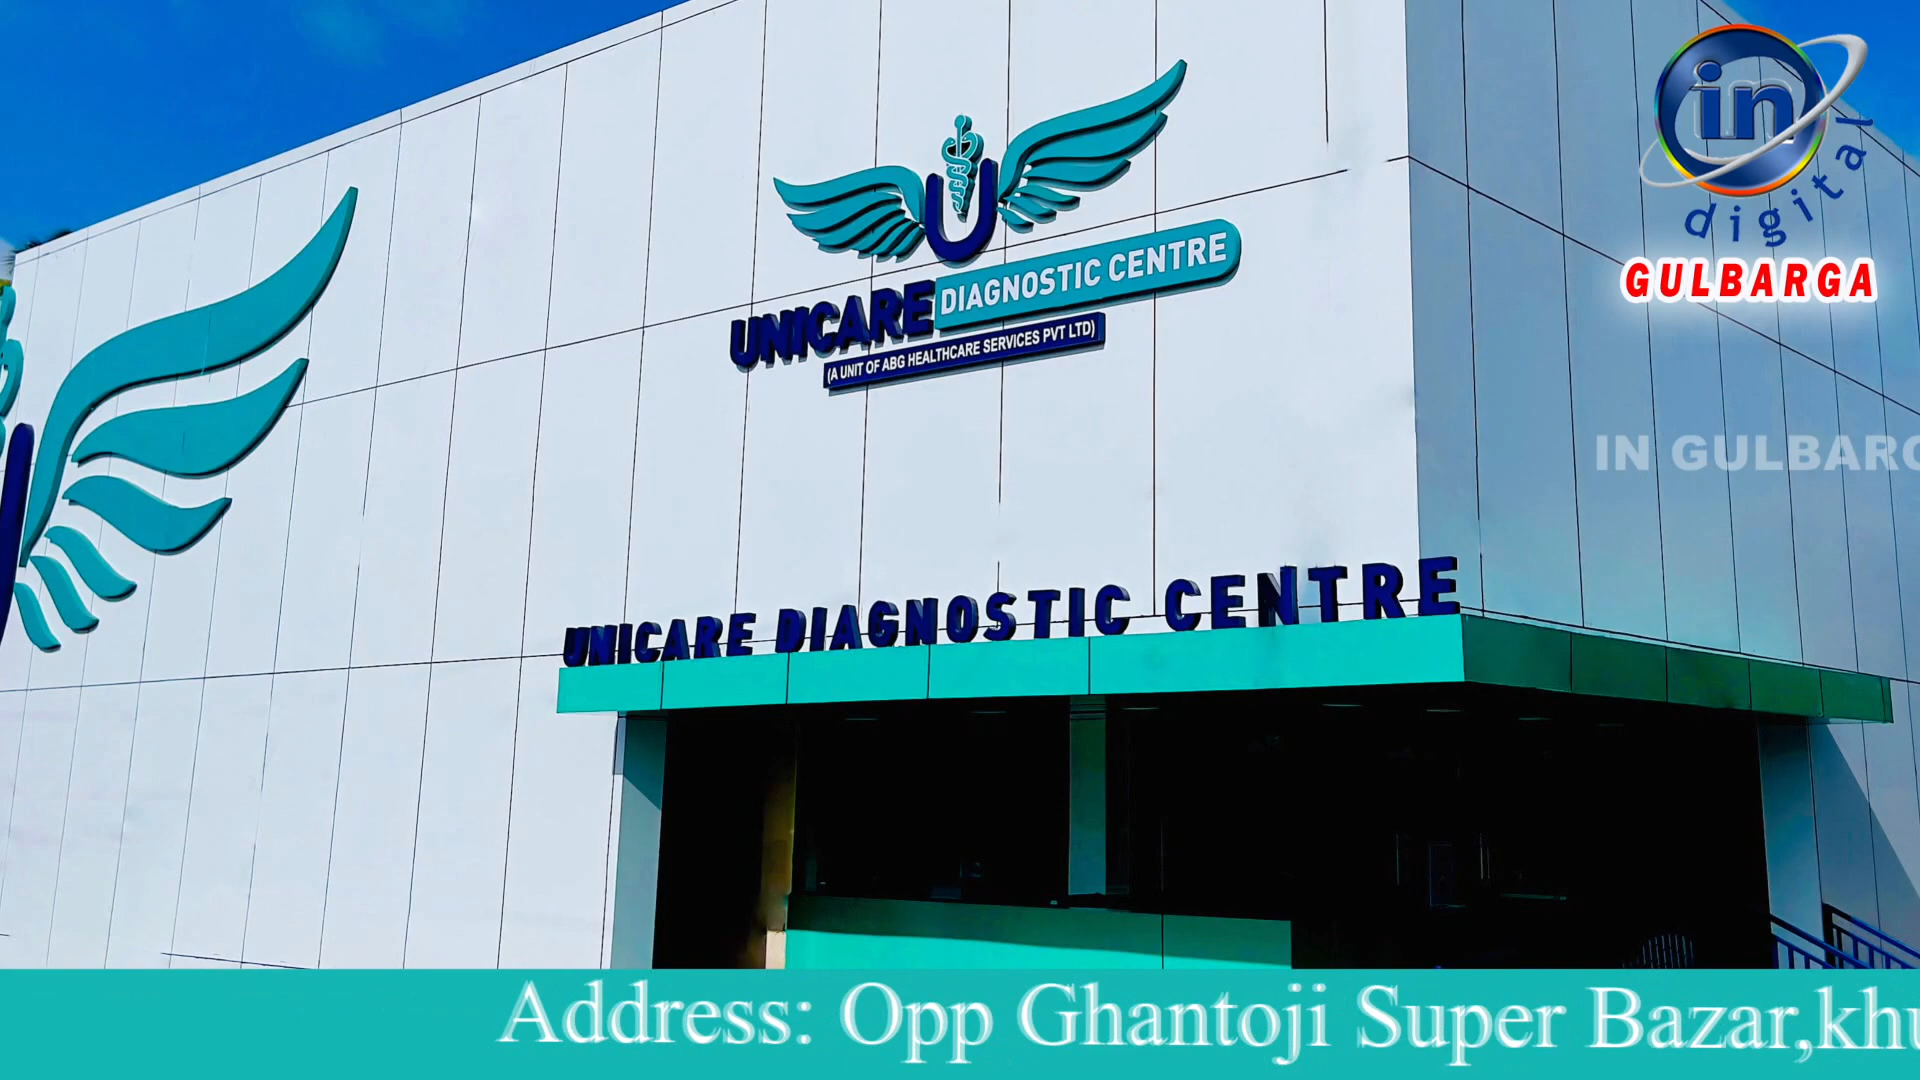 in
digital
GULBARGA
U
UNICARE DIAGNOSTIC CENTRE
(A UNIT OF ABG HEALTHCARE SERVICES PVT LTD)
IN GULBARG
UNICARE DIAGNOSTIC CENTRE
Address: Opp Ghantoji Super Bazar,khu